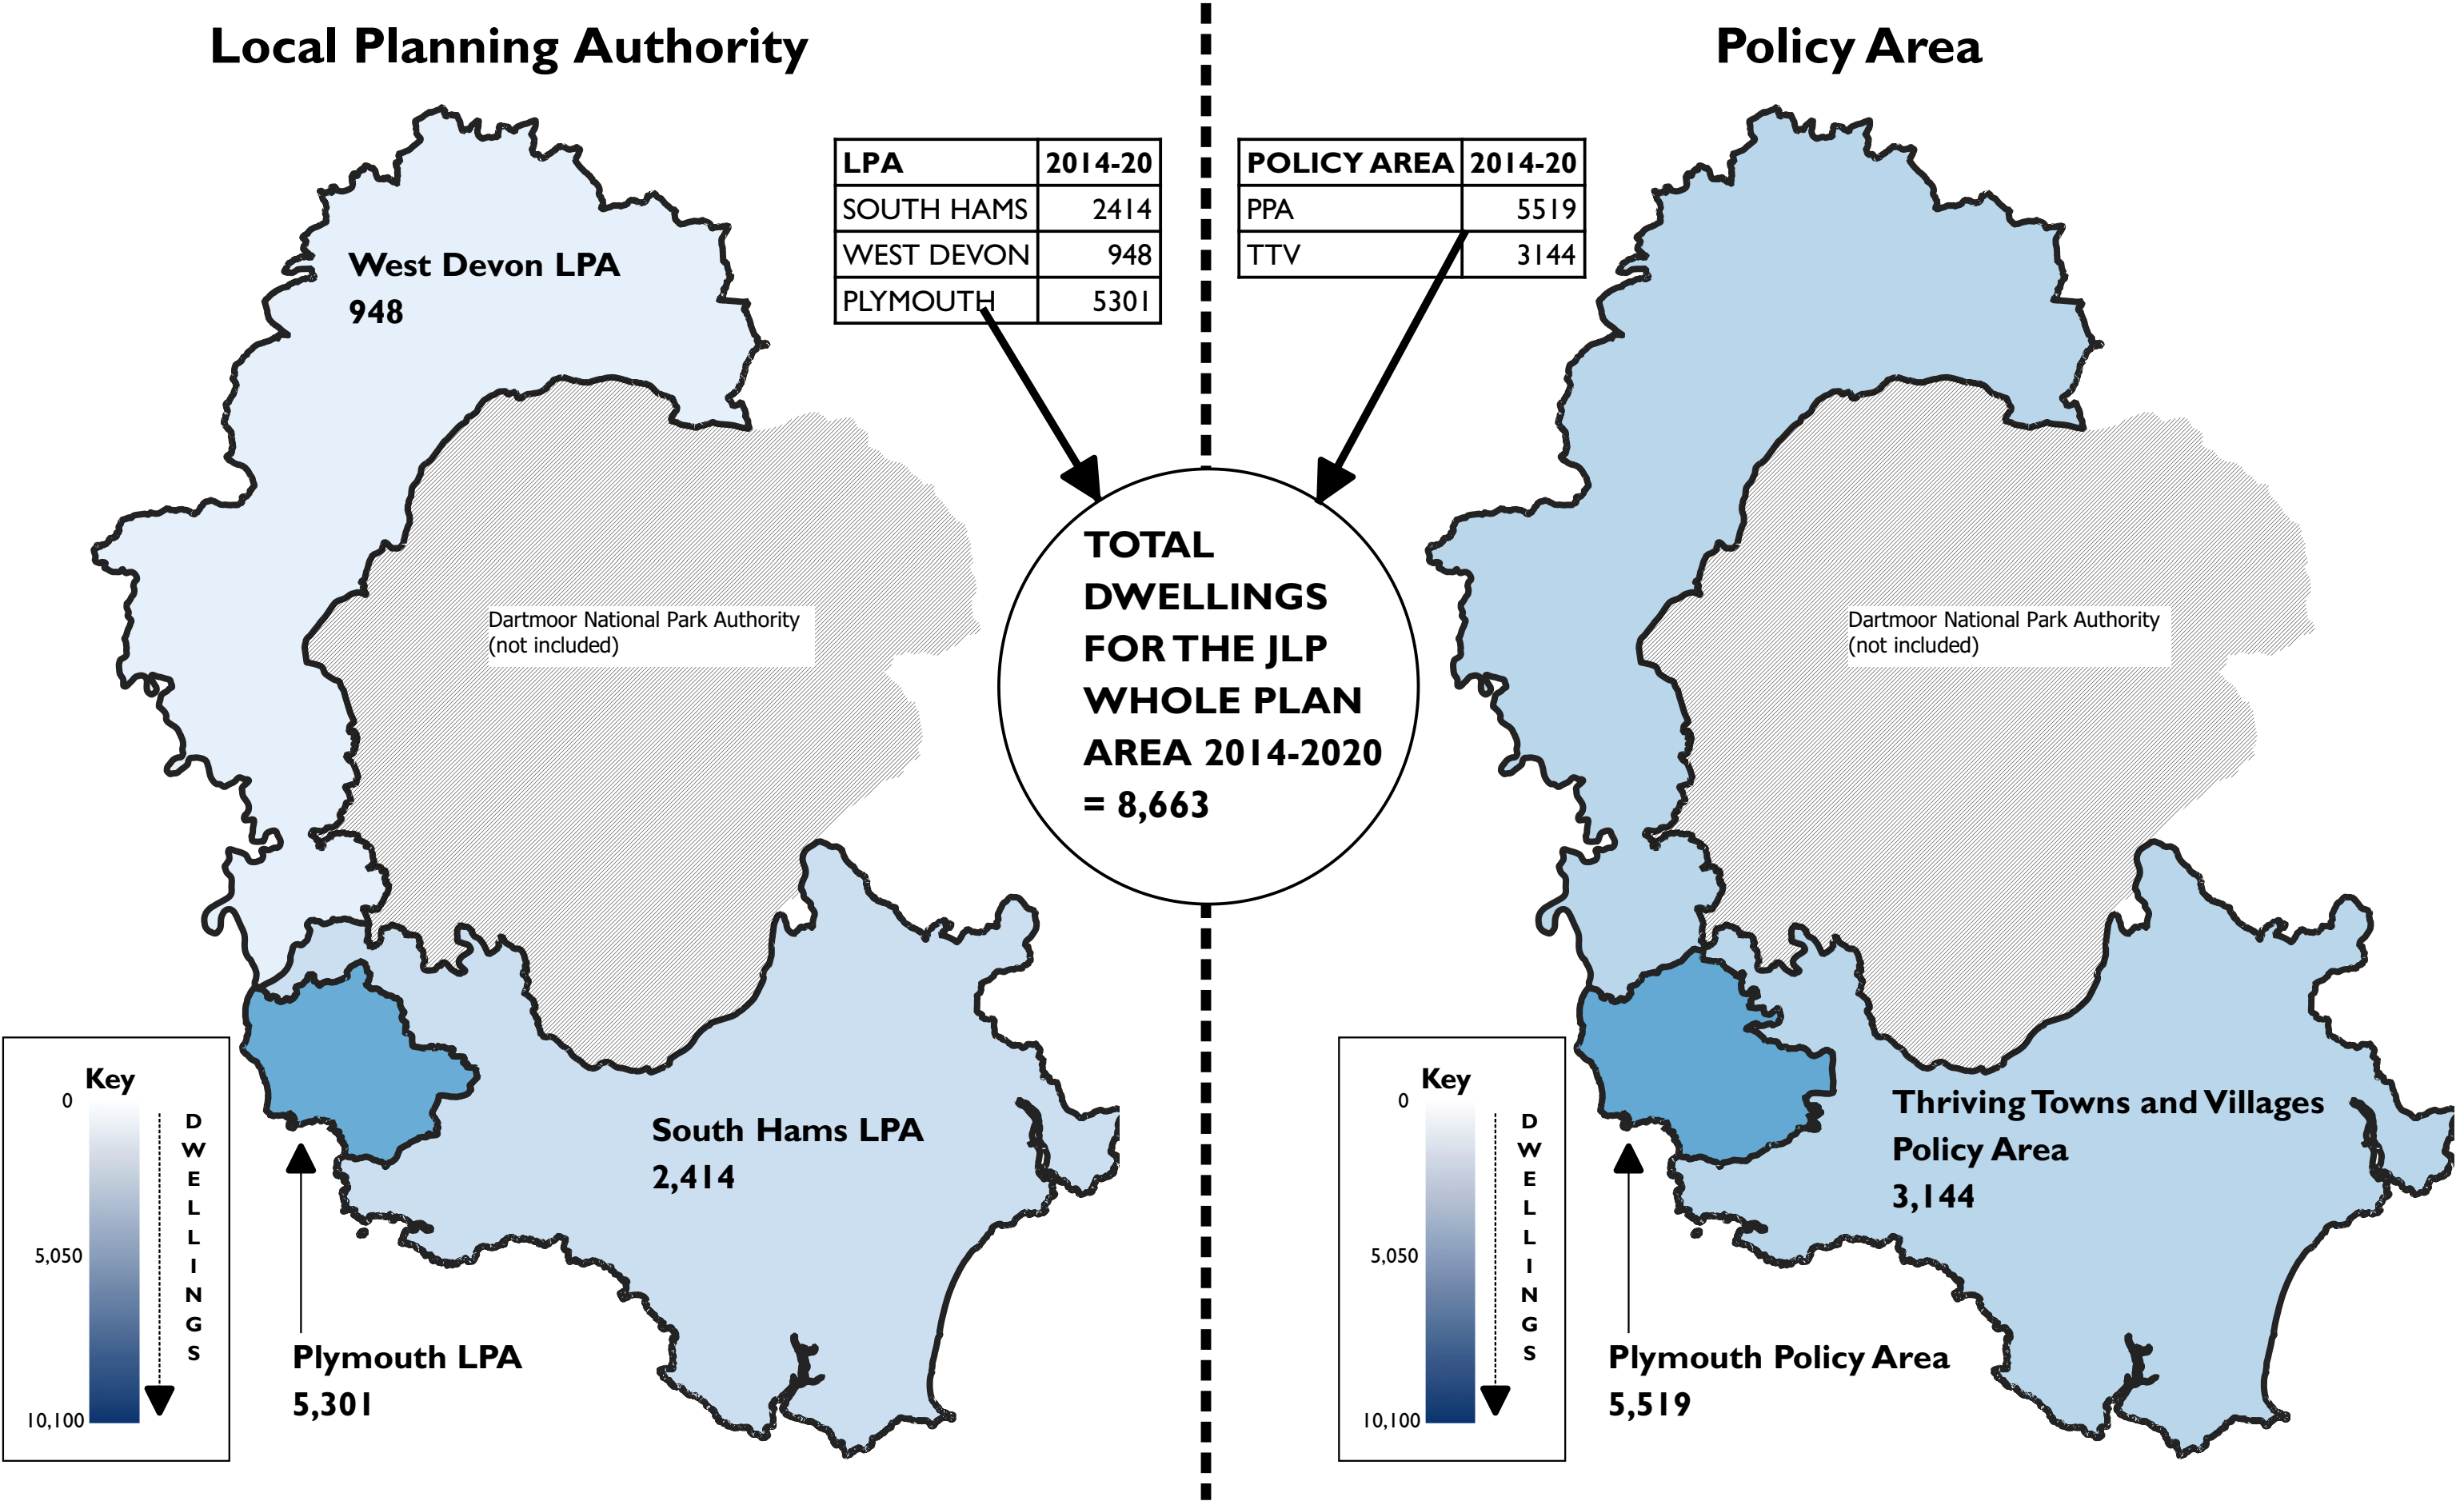 Local Planning Authority
West Devon LPA
948
LPA 2014-20
SOUTH HAMS 2414
WEST DEVON 948
PLYMOUTH 5301
Dartmoor National Park Authority
(not included)
South Hams LPA
2,414
Plymouth LPA
5,301
Key
0
5,050
10,100
DWELLINGS
TOTAL
DWELLINGS
FOR THE JLP
WHOLE PLAN
AREA 2014-2020
= 8,663
Policy Area
POLICY AREA 2014-20
PPA 5519
TTV 3144
Dartmoor National Park Authority
(not included)
Thriving Towns and Villages
Policy Area
3,144
Plymouth Policy Area
5,519
Key
0
5,050
10,100
DWELLINGS